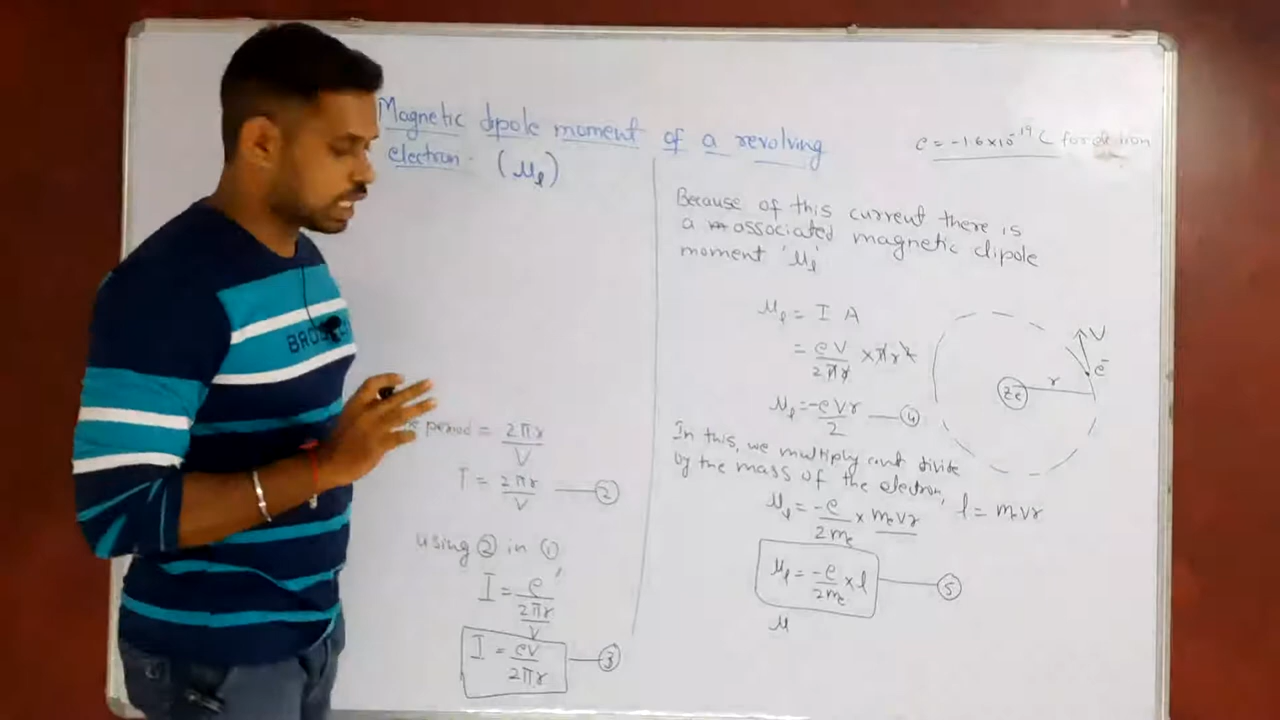 Magnetic dipole moment of a revolving
electron. (μₗ)
e = -1.6×10⁻¹⁹ C for electron
period = 2πr/V
T = 2πr/V — ②
using ② in ①
I = e/(2πr/V)
I = eV/2πr — ③
Because of this current there is
a associated magnetic dipole
moment 'μₗ'
μₗ = I A
= eV/2πr × πr²
μₗ = -eVr/2 — ④
In this, we multiply and divide
by the mass of the electron, l = mₑVr
μₗ = -e/2mₑ × mₑVr
μₗ = -e/2mₑ × l — ⑤
μ
V
e⁻
r
Ze
BRO